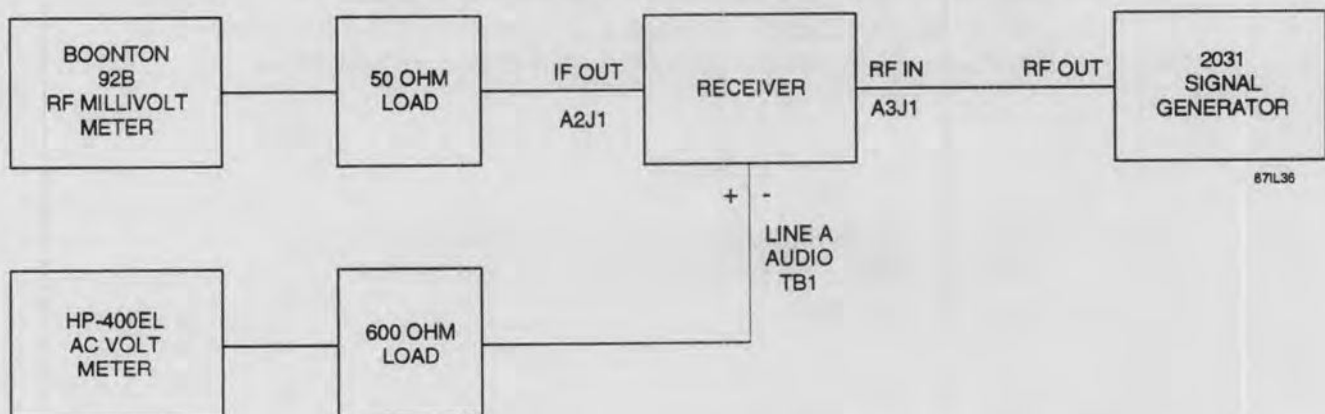 BOONTON
92B
RF MILLIVOLT
METER
50 OHM
LOAD
IF OUT
A2J1
RECEIVER
RF IN
A3J1
RF OUT
2031
SIGNAL
GENERATOR
871L36
+ -
LINE A
AUDIO
TB1
HP-400EL
AC VOLT
METER
600 OHM
LOAD